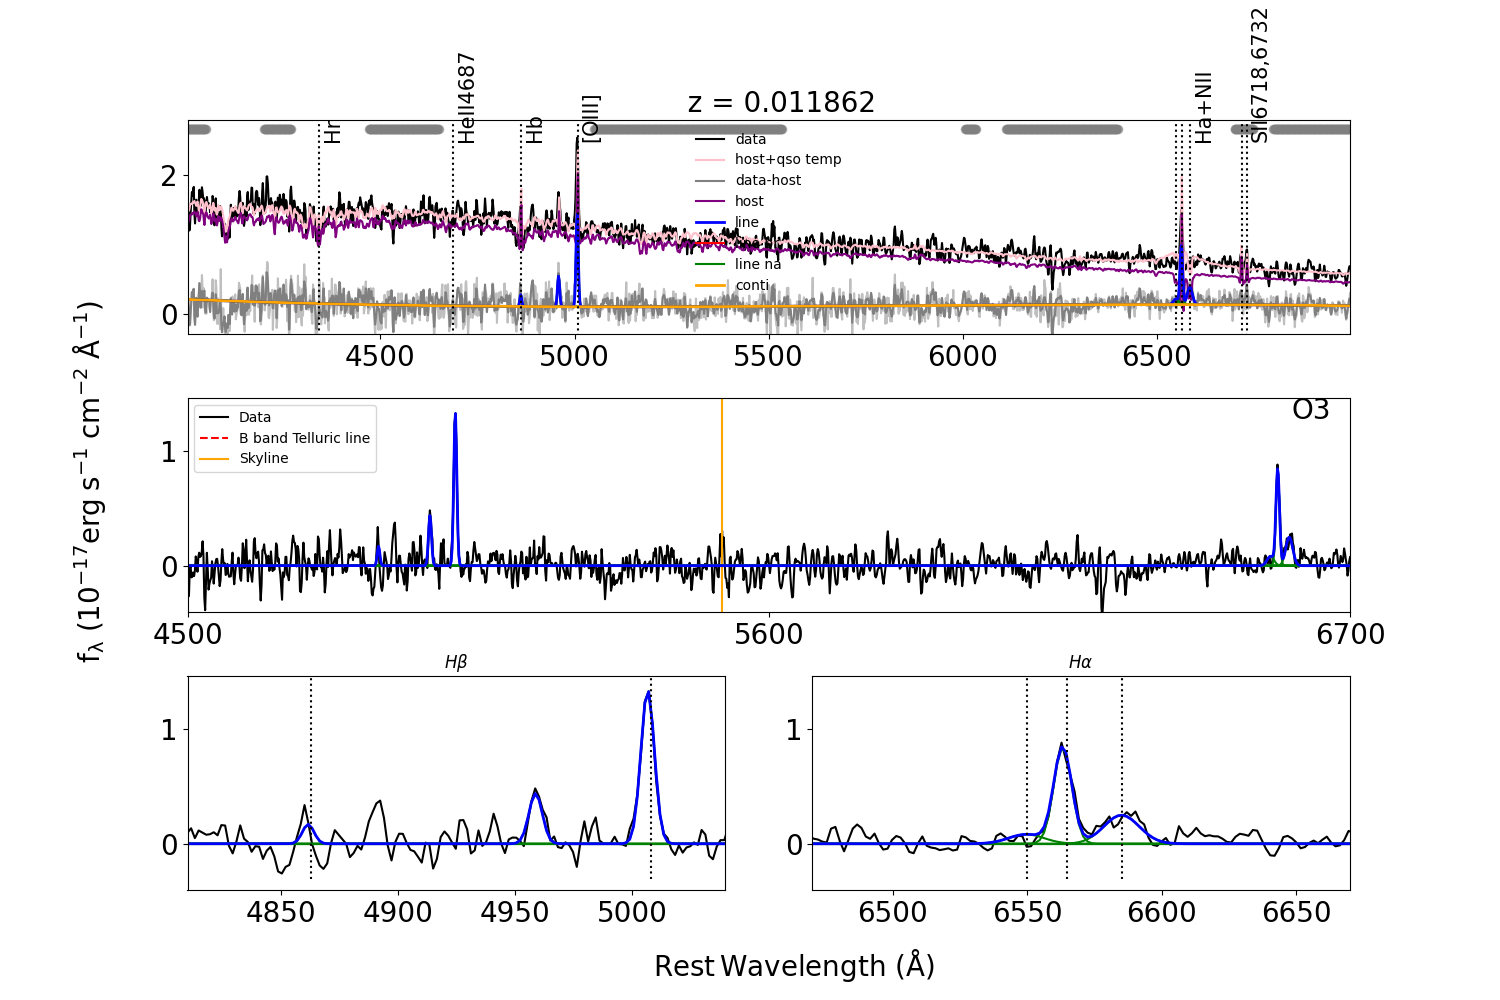 z = 0.011862
Hr
HeII4687
Hb
[OIII]
Ha+NII
SII6718,6732
data
host+qso temp
data-host
host
line
line na
conti
2
0
4500
5000
5500
6000
6500
fλ (10−17erg s−1 cm−2 Å−1)
O3
Data
B band Telluric line
Skyline
1
0
4500
5600
6700
Hβ
1
0
4850
4900
4950
5000
Hα
1
0
6500
6550
6600
6650
Rest Wavelength (Å)